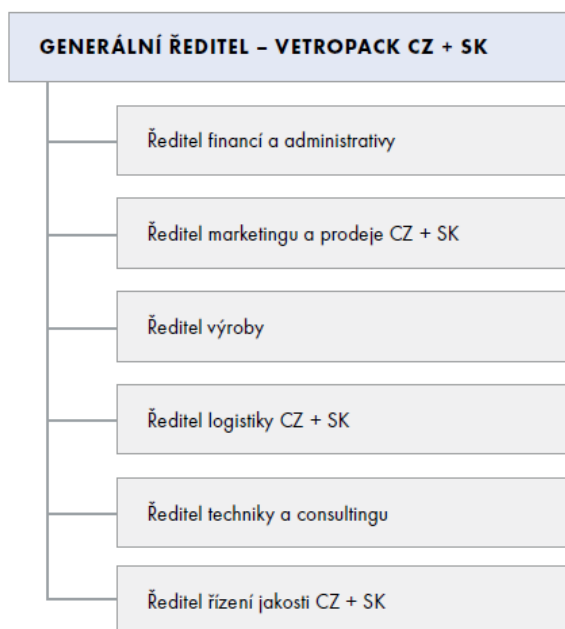 GENERÁLNÍ ŘEDITEL – VETROPACK CZ + SK
Ředitel financí a administrativy
Ředitel marketingu a prodeje CZ + SK
Ředitel výroby
Ředitel logistiky CZ + SK
Ředitel techniky a consultingu
Ředitel řízení jakosti CZ + SK